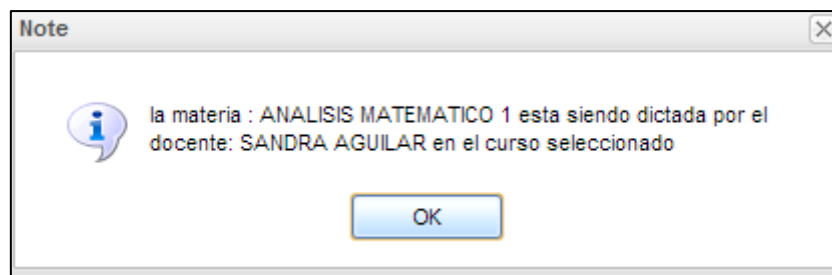 Note
la materia : ANALISIS MATEMATICO 1 esta siendo dictada por el
docente: SANDRA AGUILAR en el curso seleccionado
OK